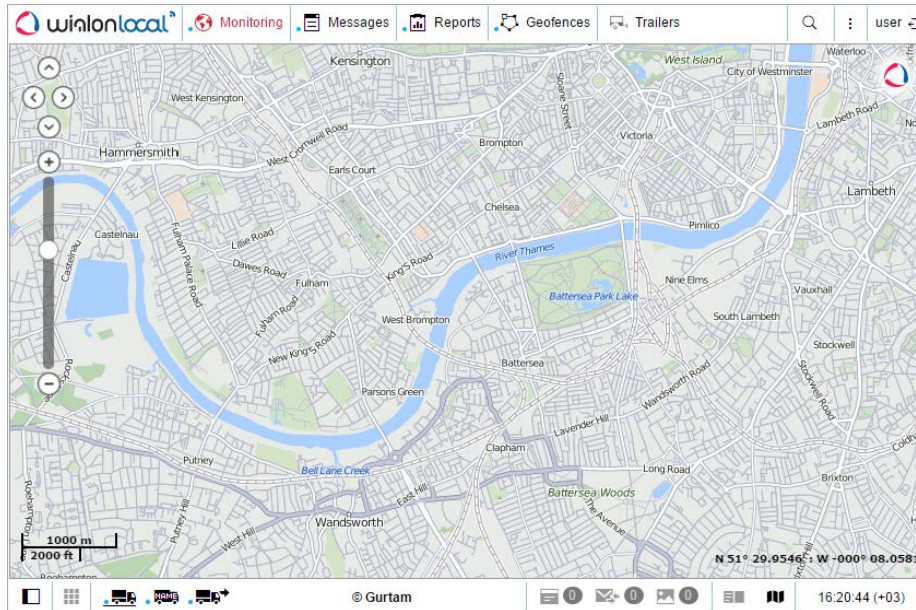 wialon local
Monitoring
Messages
Reports
Geofences
Trailers
user
Kensington
West Island
Waterloo
City of Westminster
West Kensington
Sloane Street
Lambeth Road
Hammersmith
West Cromwell Road
Victoria
Brompton
Earls Court
Lambeth
Chelsea
Pimlico
Castelnau
Castelnau
Fulham Palace Road
Lillie Road
River Thames
King'S Road
Dawes Road
Fulham
Nine Elms
Battersea Park Lake
Vauxhall
Fulham Road
West Brompton
South Lambeth
New King'S Road
Stockwell
Battersea
Wandsworth Road
Stockwell Road
Parsons Green
Lavender Hill
Clapham
Putney
Bell Lane Creek
Long Road
Brixton
East Hill
Battersea Woods
Putney Hill
Wandsworth
The Avenue
West Hill
1000 m
2000 ft
N 51° 29.9546' : W -000° 08.0581
Roehampton
NAME
© Gurtam
0
0
0
16:20:44 (+03)